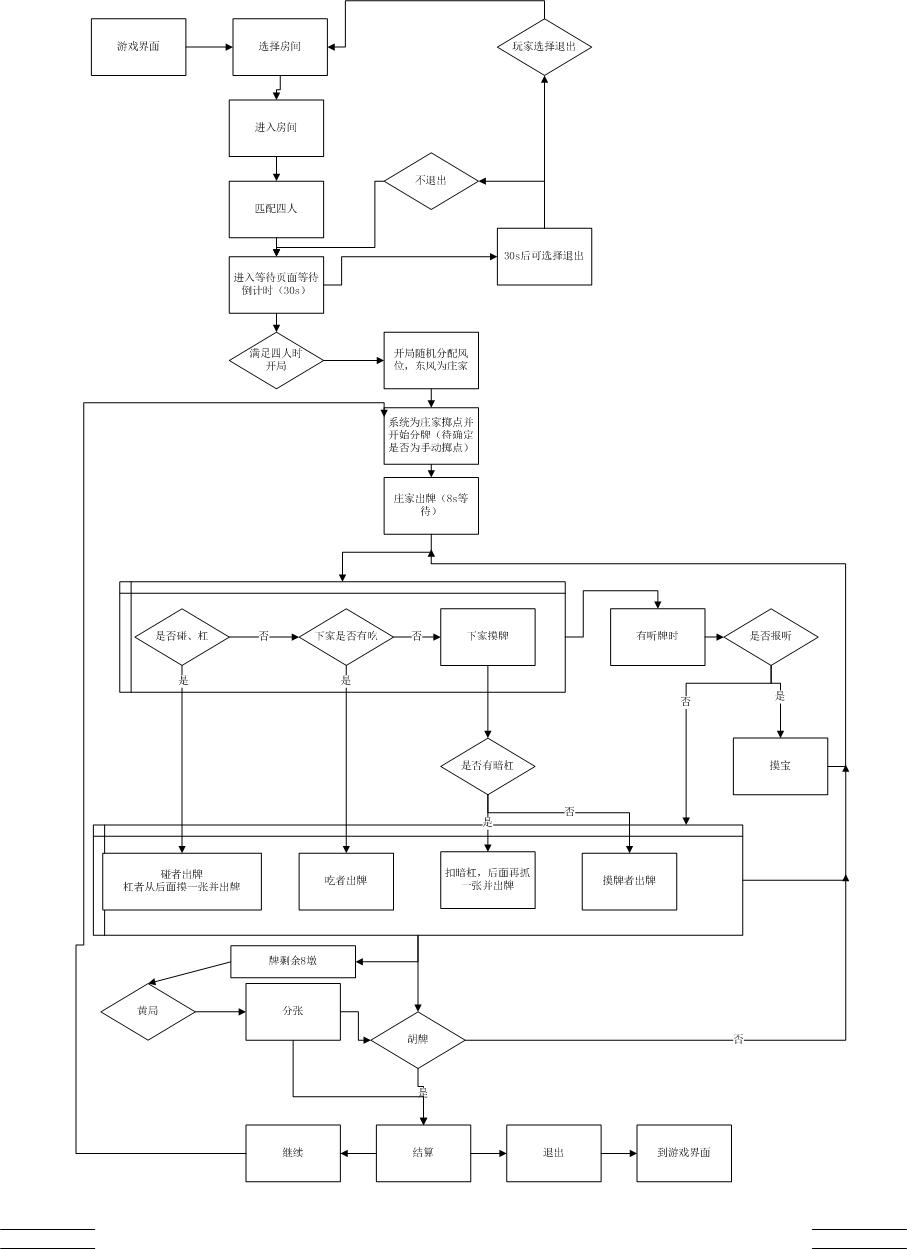 游戏界面
选择房间
玩家选择退出
进入房间
不退出
匹配四人
30s后可选择退出
进入等待页面等待
倒计时（30s）
满足四人时
开局
开局随机分配风
位，东风为庄家
系统为庄家掷点并
开始分牌（待确定
是否为手动掷点）
庄家出牌（8s等
待）
是否碰、杠
否
下家是否有吃
否
下家摸牌
有听牌时
是否报听
是
是
否
是
是否有暗杠
摸宝
是
否
碰者出牌
杠者从后面摸一张并出牌
吃者出牌
扣暗杠，后面再抓
一张并出牌
摸牌者出牌
牌剩余8墩
黄局
分张
胡牌
否
是
继续
结算
退出
到游戏界面